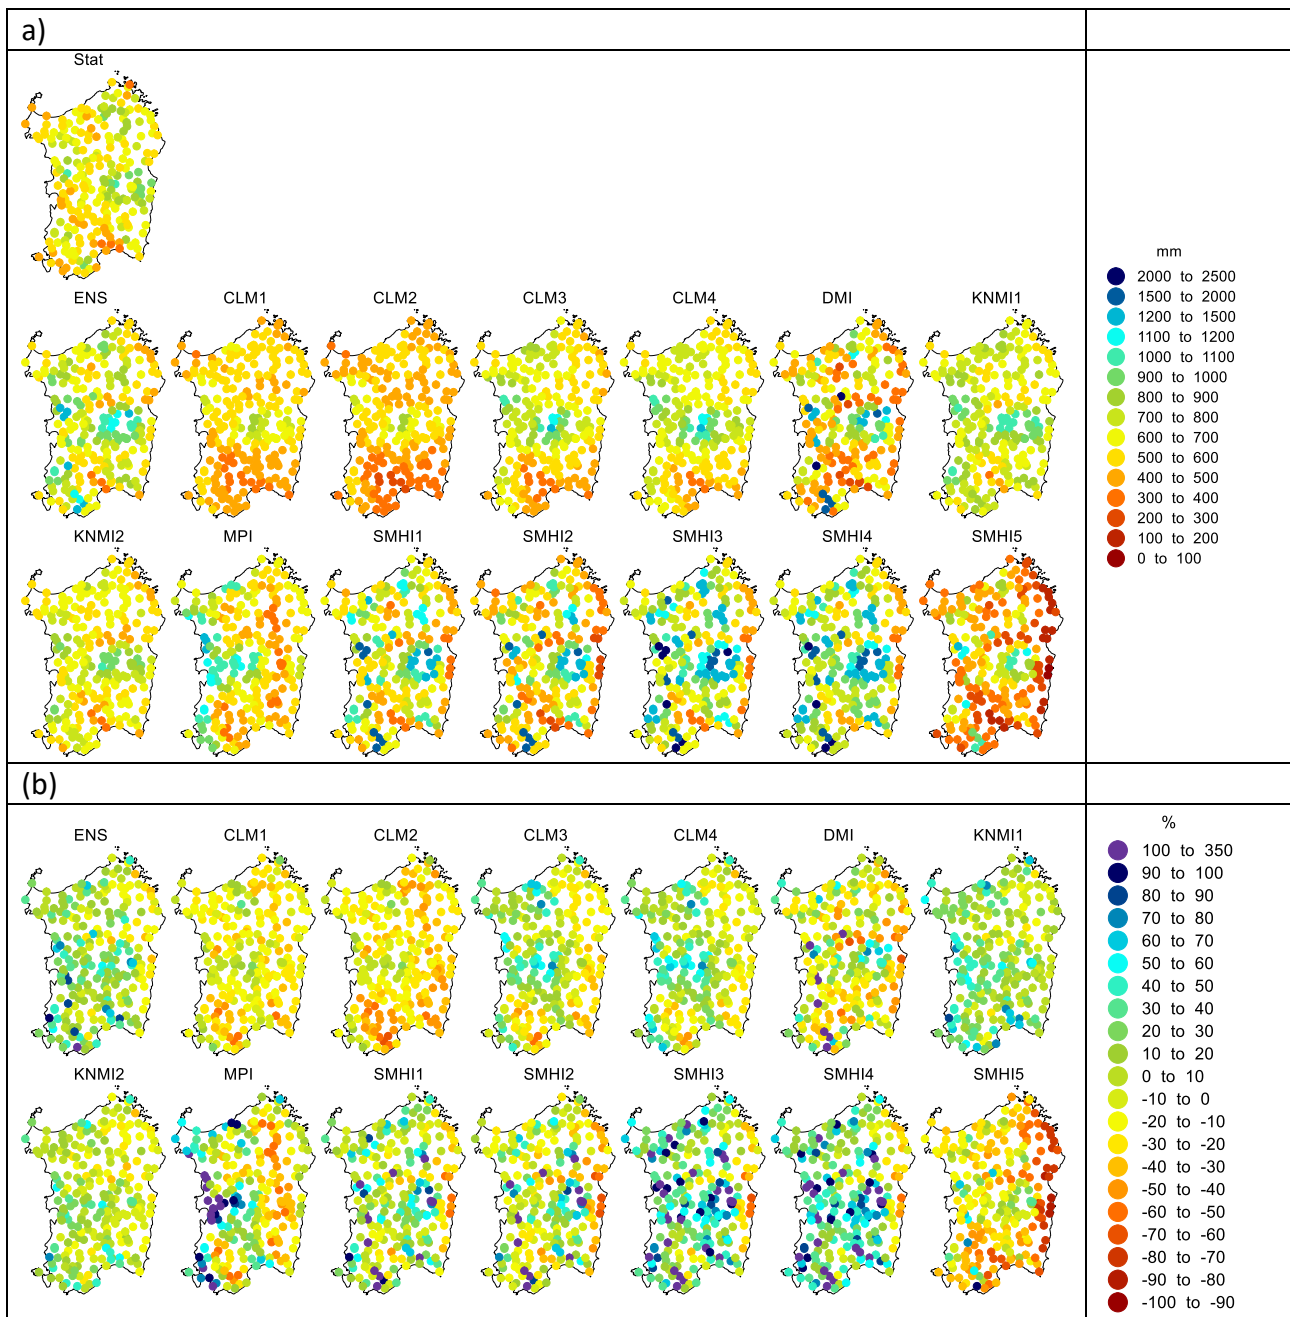 a)
Stat
ENS CLM1 CLM2 CLM3 CLM4 DMI KNMI1
KNMI2 MPI SMHI1 SMHI2 SMHI3 SMHI4 SMHI5
mm
2000 to 2500
1500 to 2000
1200 to 1500
1100 to 1200
1000 to 1100
900 to 1000
800 to 900
700 to 800
600 to 700
500 to 600
400 to 500
300 to 400
200 to 300
100 to 200
0 to 100
(b)
ENS CLM1 CLM2 CLM3 CLM4 DMI KNMI1
KNMI2 MPI SMHI1 SMHI2 SMHI3 SMHI4 SMHI5
%
100 to 350
90 to 100
80 to 90
70 to 80
60 to 70
50 to 60
40 to 50
30 to 40
20 to 30
10 to 20
0 to 10
-10 to 0
-20 to -10
-30 to -20
-40 to -30
-50 to -40
-60 to -50
-70 to -60
-80 to -70
-90 to -80
-100 to -90